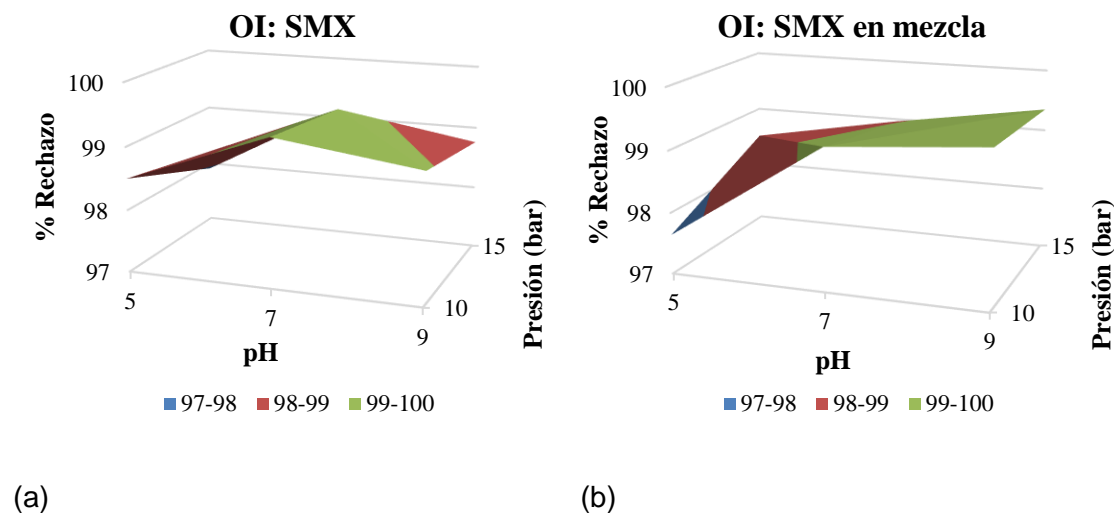 OI: SMX
100
99
98
97
% Rechazo
5
7
9
pH
10
15
Presión (bar)
97-98 98-99 99-100
(a)
OI: SMX en mezcla
100
99
98
97
% Rechazo
5
7
9
pH
10
15
Presión (bar)
97-98 98-99 99-100
(b)